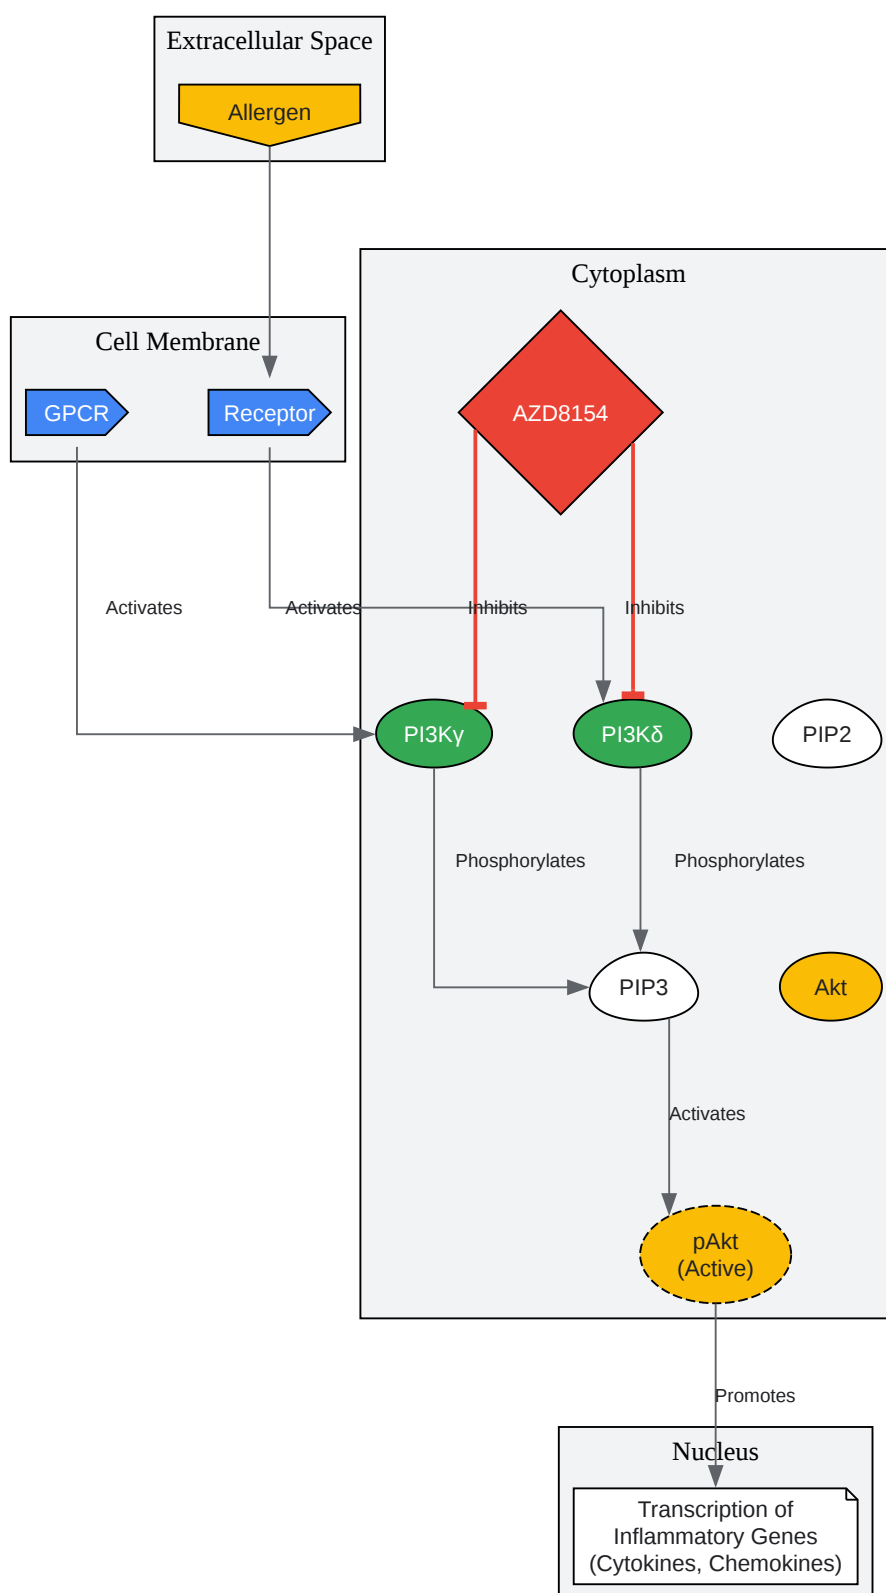 Extracellular Space
Allergen
Cytoplasm
Cell Membrane
AZD8154
GPCR
Receptor
Activates
Activates
Inhibits
Inhibits
PI3Kγ
PI3Kδ
PIP2
Phosphorylates
Phosphorylates
PIP3
Akt
Activates
pAkt
(Active)
Promotes
Nucleus
Transcription of
Inflammatory Genes
(Cytokines, Chemokines)